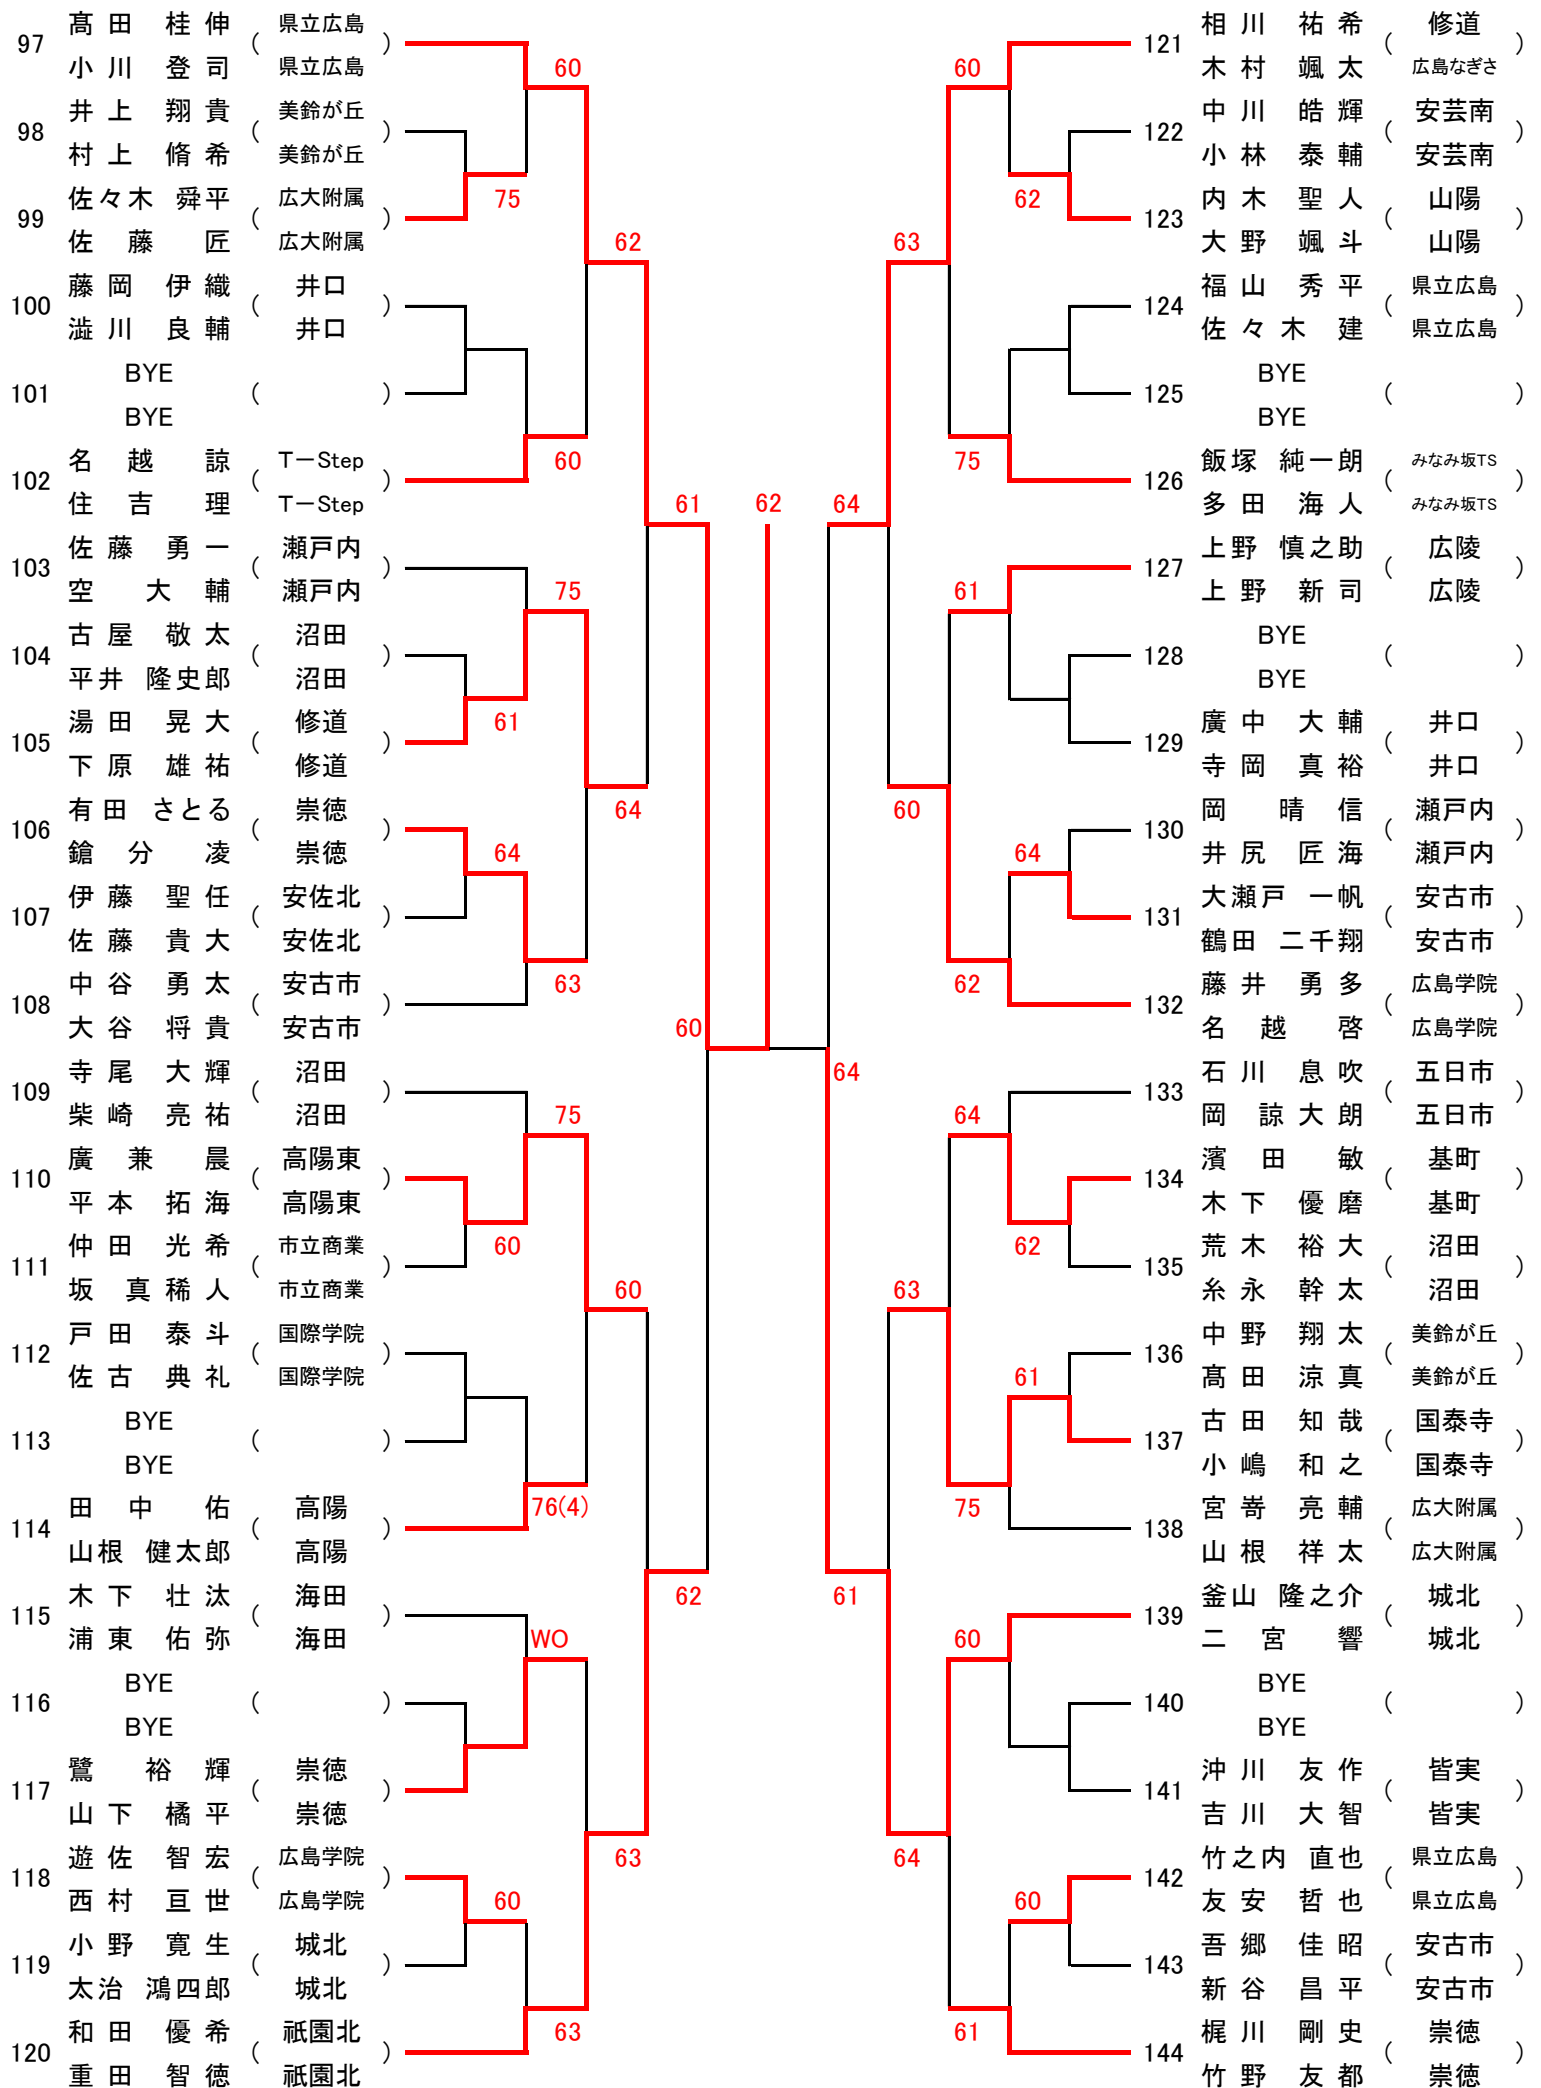 97 髙田 桂伸 ( 県立広島 )
小川 登司 県立広島
60
98 井上 翔貴 ( 美鈴が丘 )
村上 脩希 美鈴が丘
75
99 佐々木 舜平 ( 広大附属 )
佐藤 匠 広大附属
62
100 藤岡 伊織 ( 井口 )
澁川 良輔 井口
101 BYE ( )
BYE
102 名越 諒 ( T－Step )
住吉 理 T－Step
60
61
103 佐藤 勇一 ( 瀬戸内 )
空 大輔 瀬戸内
75
104 古屋 敬太 ( 沼田 )
平井 隆史郎 沼田
61
105 湯田 晃大 ( 修道 )
下原 雄祐 修道
64
106 有田 さとる ( 崇徳 )
鎗分 凌 崇徳
64
107 伊藤 聖任 ( 安佐北 )
佐藤 貴大 安佐北
108 中谷 勇太 ( 安古市 )
大谷 将貴 安古市
63
60
109 寺尾 大輝 ( 沼田 )
柴崎 亮祐 沼田
75
110 廣兼 晨 ( 高陽東 )
平本 拓海 高陽東
60
111 仲田 光希 ( 市立商業 )
坂 真稀人 市立商業
60
112 戸田 泰斗 ( 国際学院 )
佐古 典礼 国際学院
113 BYE ( )
BYE
114 田中 佑 ( 高陽 )
山根 健太郎 高陽
76(4)
62
115 木下 壮汰 ( 海田 )
浦東 佑弥 海田
WO
116 BYE ( )
BYE
117 鷺 裕輝 ( 崇徳 )
山下 橘平 崇徳
63
118 遊佐 智宏 ( 広島学院 )
西村 亘世 広島学院
60
119 小野 寛生 ( 城北 )
太治 鴻四郎 城北
120 和田 優希 ( 祇園北 )
重田 智徳 祇園北
63
62
121 相川 祐希 ( 修道 )
木村 颯太 広島なぎさ
60
122 中川 皓輝 ( 安芸南 )
小林 泰輔 安芸南
62
123 内木 聖人 ( 山陽 )
大野 颯斗 山陽
63
124 福山 秀平 ( 県立広島 )
佐々木 建 県立広島
125 BYE ( )
BYE
126 飯塚 純一朗 ( みなみ坂TS )
多田 海人 みなみ坂TS
75
64
127 上野 慎之助 ( 広陵 )
上野 新司 広陵
61
128 BYE ( )
BYE
129 廣中 大輔 ( 井口 )
寺岡 真裕 井口
60
130 岡 晴信 ( 瀬戸内 )
井尻 匠海 瀬戸内
64
131 大瀬戸 一帆 ( 安古市 )
鶴田 二千翔 安古市
132 藤井 勇多 ( 広島学院 )
名越 啓 広島学院
62
64
133 石川 息吹 ( 五日市 )
岡 諒大朗 五日市
64
134 濱田 敏 ( 基町 )
木下 優磨 基町
62
135 荒木 裕大 ( 沼田 )
糸永 幹太 沼田
63
136 中野 翔太 ( 美鈴が丘 )
髙田 涼真 美鈴が丘
61
137 古田 知哉 ( 国泰寺 )
小嶋 和之 国泰寺
138 宮嵜 亮輔 ( 広大附属 )
山根 祥太 広大附属
75
61
139 釜山 隆之介 ( 城北 )
二宮 響 城北
60
140 BYE ( )
BYE
141 沖川 友作 ( 皆実 )
吉川 大智 皆実
64
142 竹之内 直也 ( 県立広島 )
友安 哲也 県立広島
60
143 吾郷 佳昭 ( 安古市 )
新谷 昌平 安古市
144 梶川 剛史 ( 崇徳 )
竹野 友都 崇徳
61